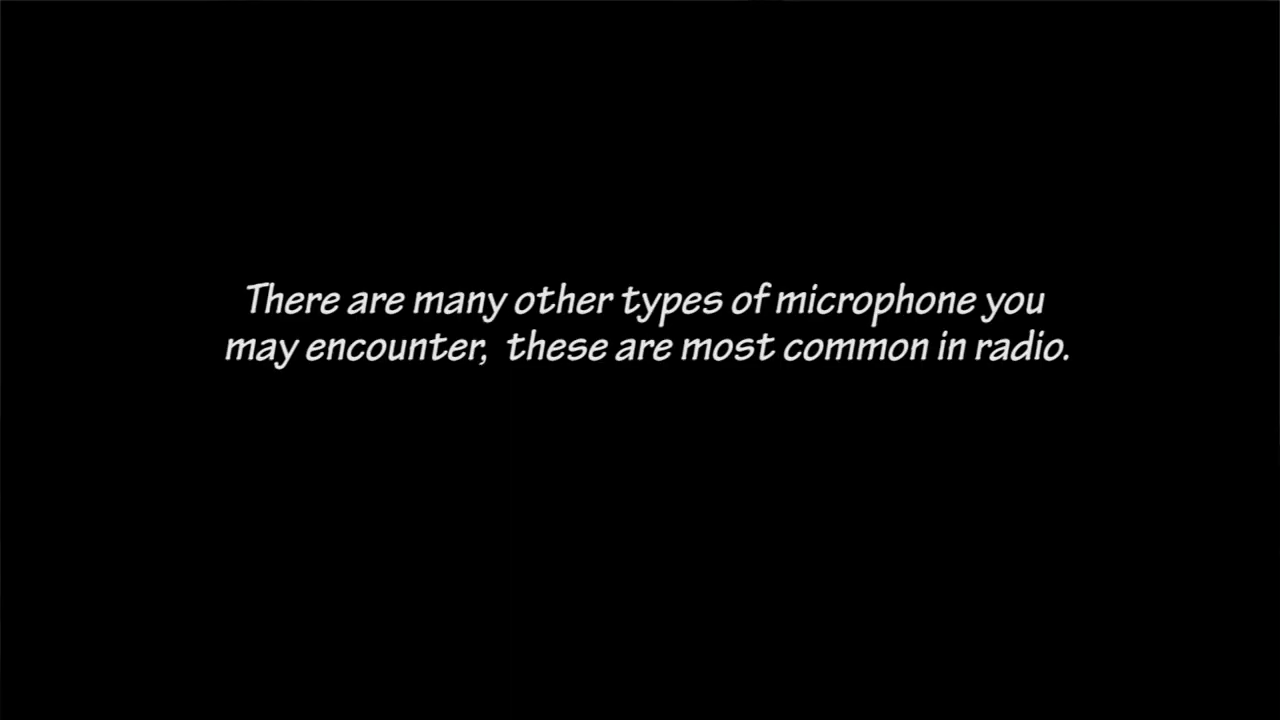 There are many other types of microphone you
may encounter,  these are most common in radio.